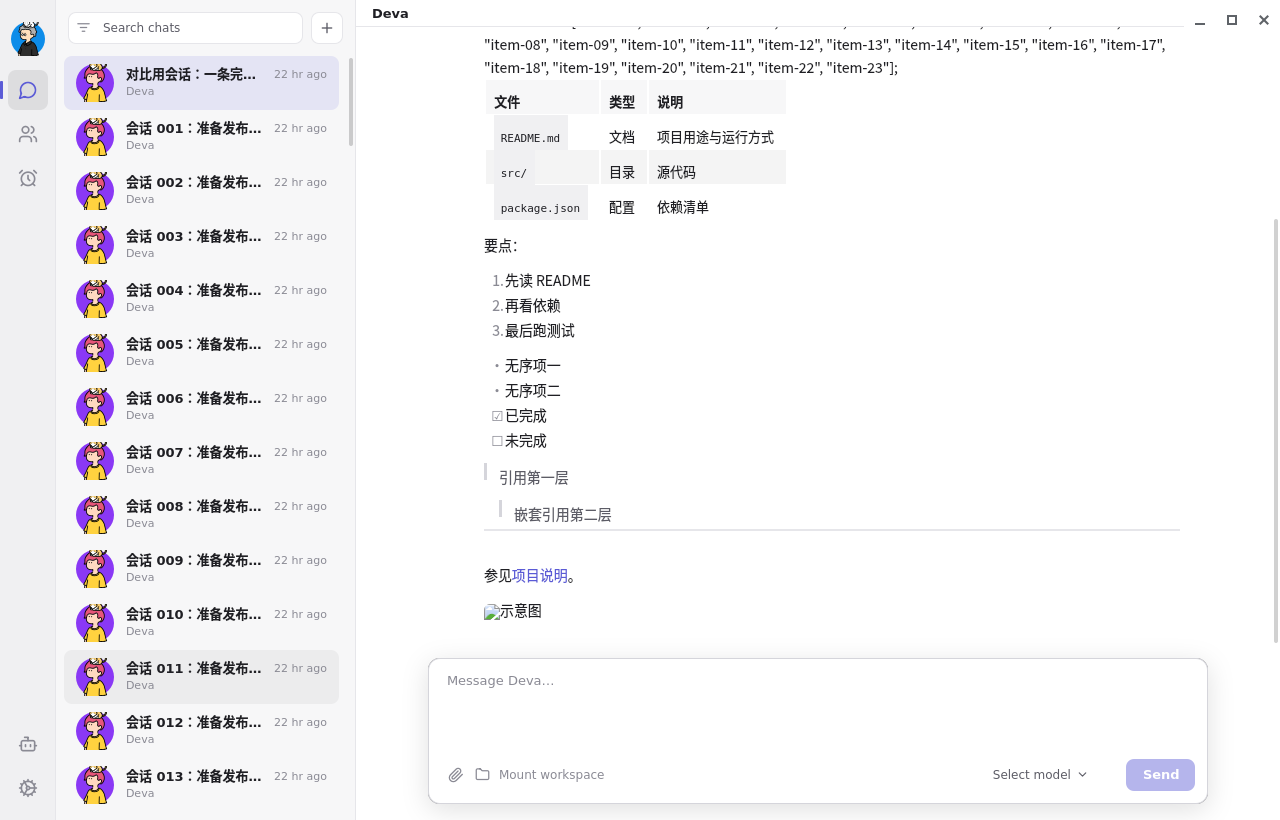 Search chats
对比用会话：一条完... 22 hr ago
Deva
会话 001：准备发布... 22 hr ago
Deva
会话 002：准备发布... 22 hr ago
Deva
会话 003：准备发布... 22 hr ago
Deva
会话 004：准备发布... 22 hr ago
Deva
会话 005：准备发布... 22 hr ago
Deva
会话 006：准备发布... 22 hr ago
Deva
会话 007：准备发布... 22 hr ago
Deva
会话 008：准备发布... 22 hr ago
Deva
会话 009：准备发布... 22 hr ago
Deva
会话 010：准备发布... 22 hr ago
Deva
会话 011：准备发布... 22 hr ago
Deva
会话 012：准备发布... 22 hr ago
Deva
会话 013：准备发布... 22 hr ago
Deva
Deva
"item-08", "item-09", "item-10", "item-11", "item-12", "item-13", "item-14", "item-15", "item-16", "item-17",
"item-18", "item-19", "item-20", "item-21", "item-22", "item-23"];
文件 类型 说明
README.md 文档 项目用途与运行方式
src/ 目录 源代码
package.json 配置 依赖清单
要点：
1. 先读 README
2. 再看依赖
3. 最后跑测试
• 无序项一
• 无序项二
☑ 已完成
☐ 未完成
引用第一层
嵌套引用第二层
参见项目说明。
示意图
Message Deva...
Mount workspace
Select model
Send